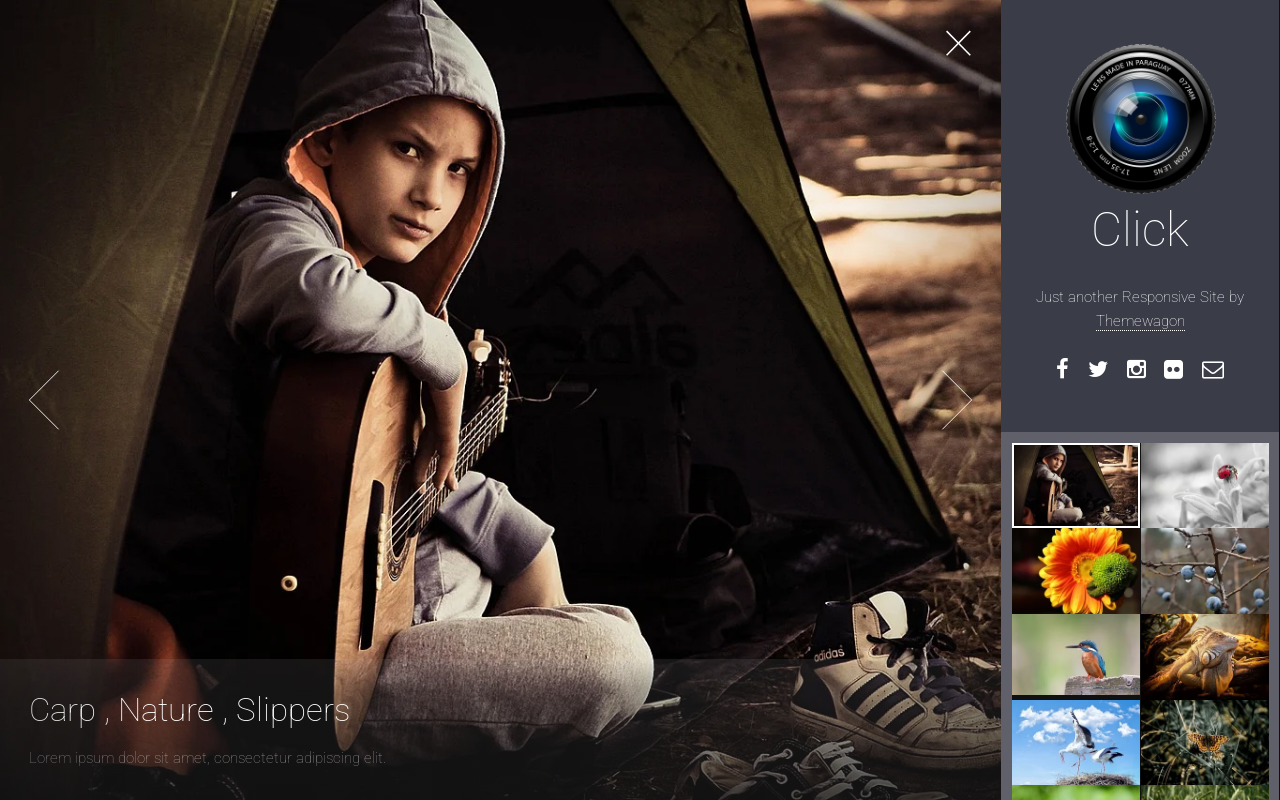 LENS MADE IN PARAGUAY 077MM
17-35 mm 1:2-8 ZOOM LENS
Click
Just another Responsive Site by
Themewagon
adidas
Carp , Nature , Slippers
Lorem ipsum dolor sit amet, consectetur adipiscing elit.